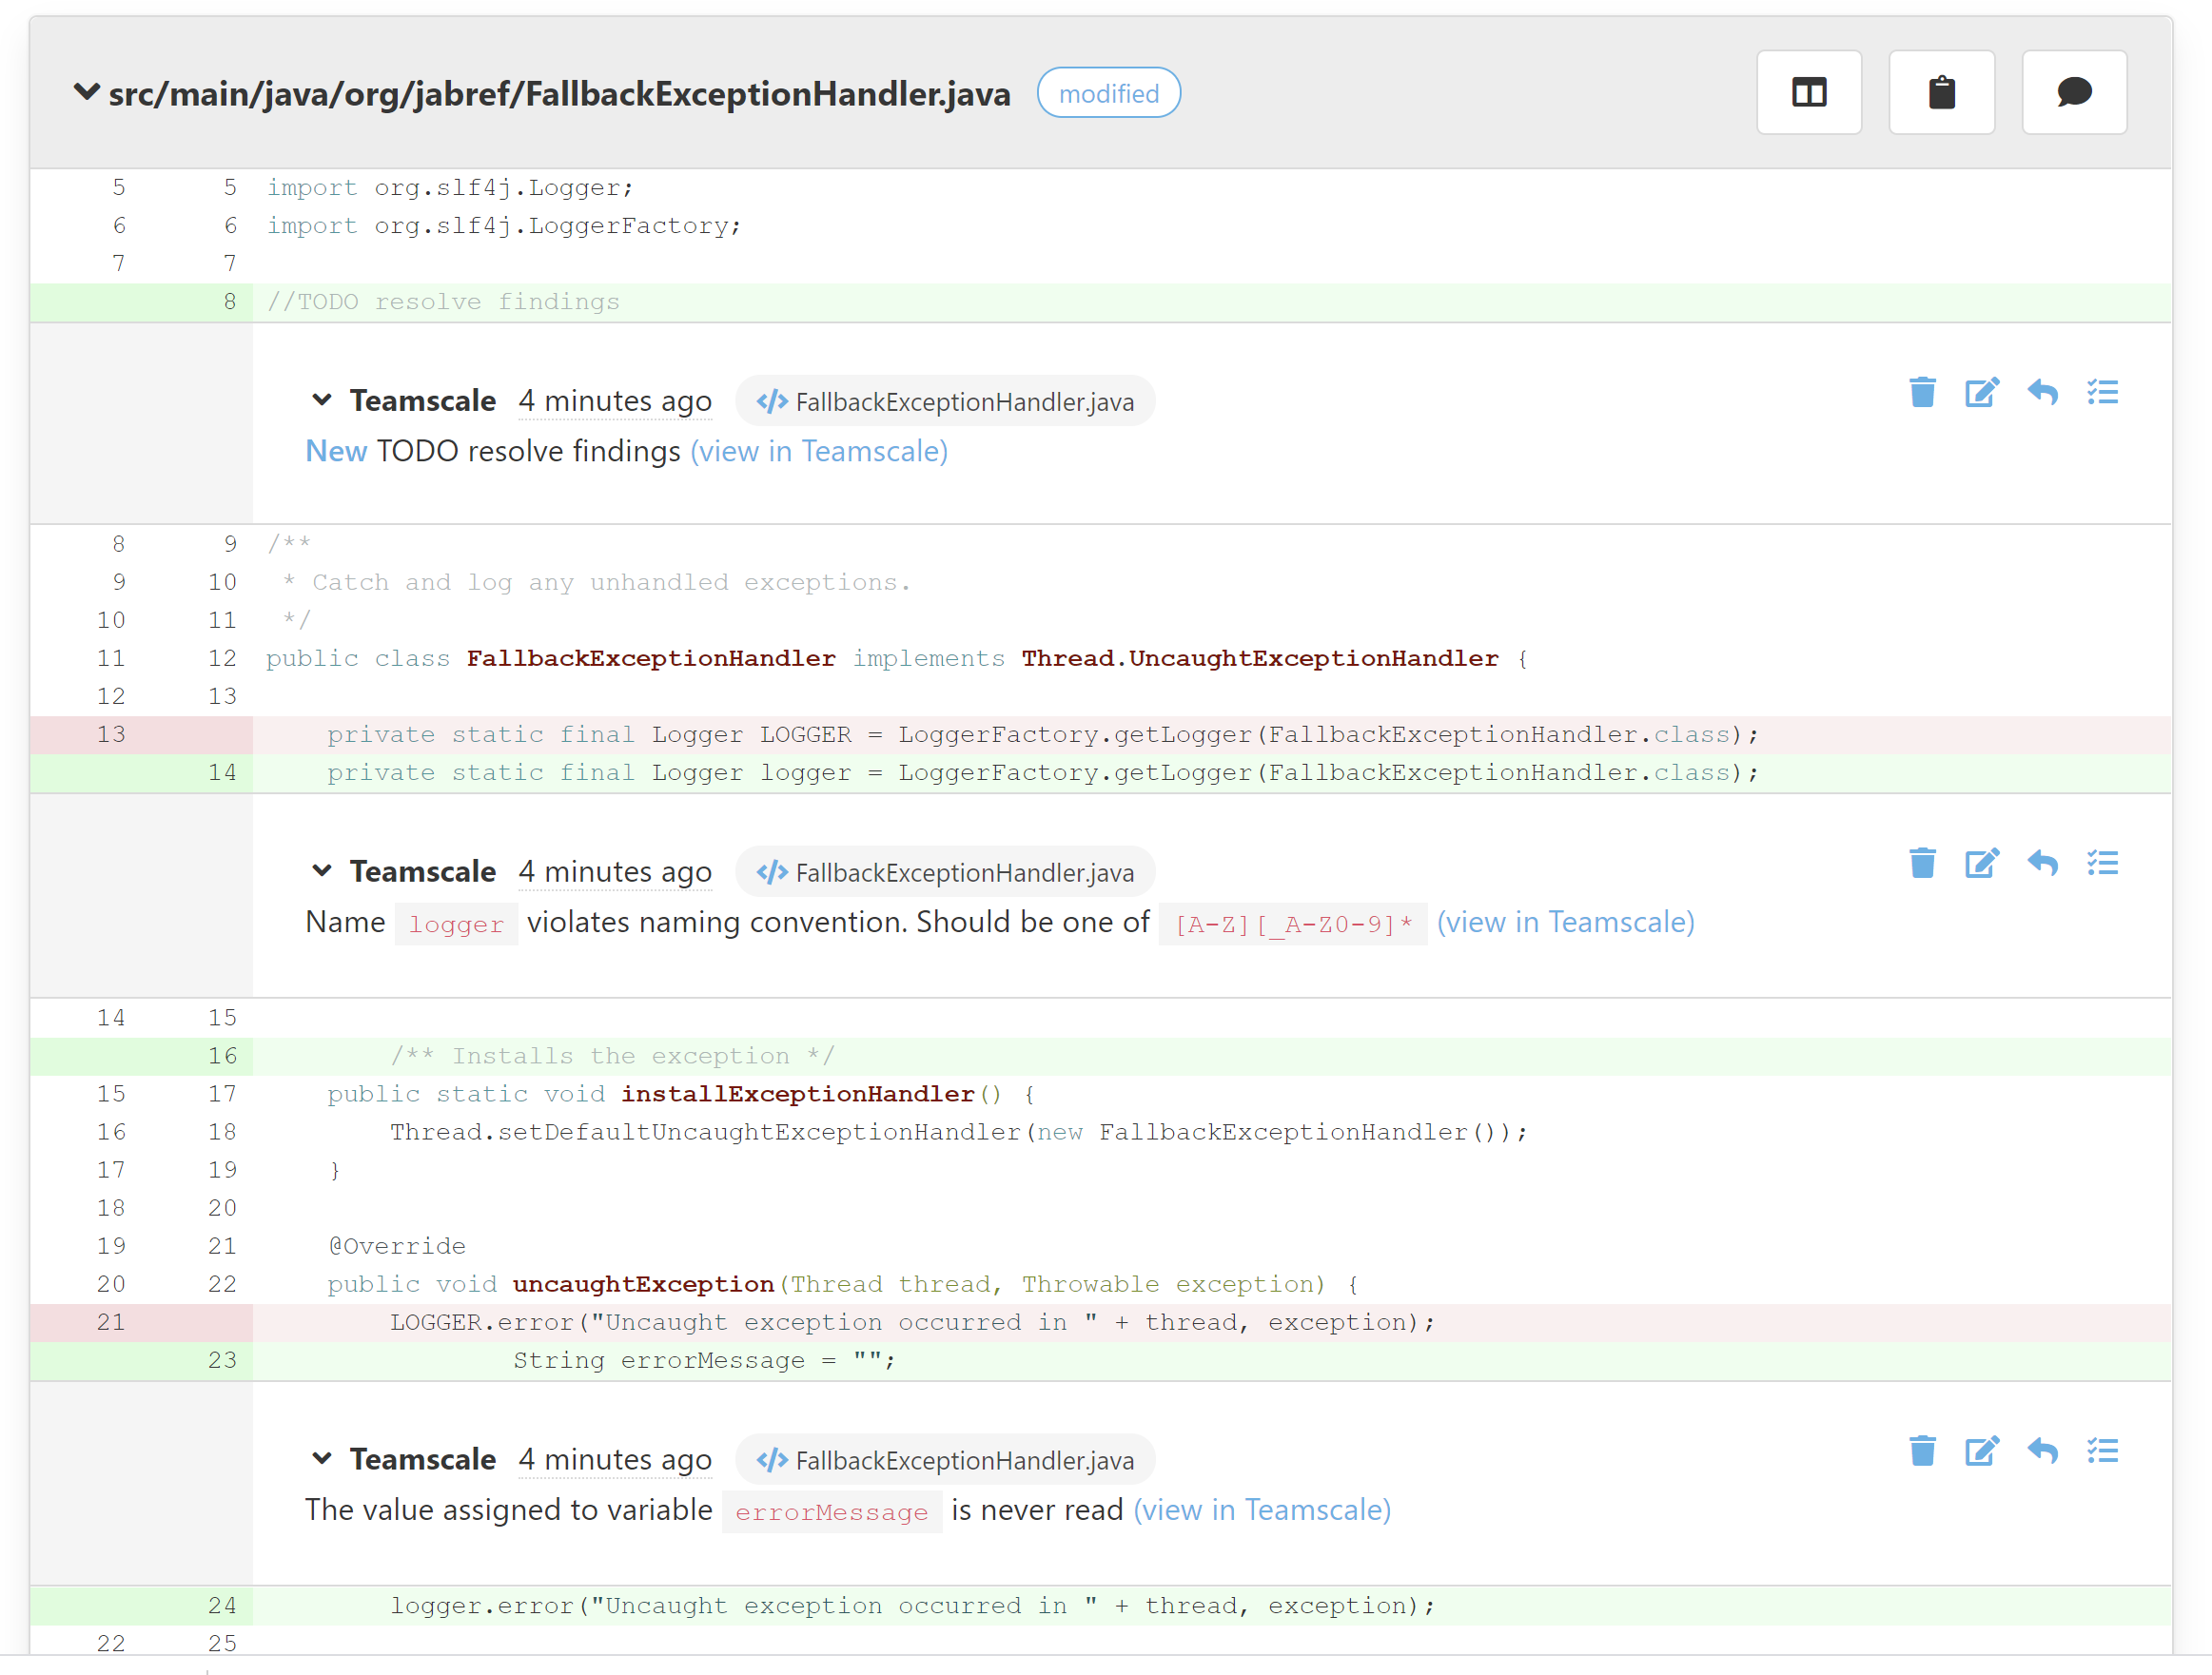 src/main/java/org/jabref/FallbackExceptionHandler.java modified
5 5 import org.slf4j.Logger;
6 6 import org.slf4j.LoggerFactory;
7 7
8 //TODO resolve findings
Teamscale 4 minutes ago </> FallbackExceptionHandler.java
New TODO resolve findings (view in Teamscale)
8 9 /**
9 10 * Catch and log any unhandled exceptions.
10 11 */
11 12 public class FallbackExceptionHandler implements Thread.UncaughtExceptionHandler {
12 13
13 private static final Logger LOGGER = LoggerFactory.getLogger(FallbackExceptionHandler.class);
14 private static final Logger logger = LoggerFactory.getLogger(FallbackExceptionHandler.class);
Teamscale 4 minutes ago </> FallbackExceptionHandler.java
Name logger violates naming convention. Should be one of [A-Z][_A-Z0-9]* (view in Teamscale)
14 15
16 /** Installs the exception */
15 17 public static void installExceptionHandler() {
16 18 Thread.setDefaultUncaughtExceptionHandler(new FallbackExceptionHandler());
17 19 }
18 20
19 21 @Override
20 22 public void uncaughtException(Thread thread, Throwable exception) {
21 LOGGER.error("Uncaught exception occurred in " + thread, exception);
23 String errorMessage = "";
Teamscale 4 minutes ago </> FallbackExceptionHandler.java
The value assigned to variable errorMessage is never read (view in Teamscale)
24 logger.error("Uncaught exception occurred in " + thread, exception);
22 25